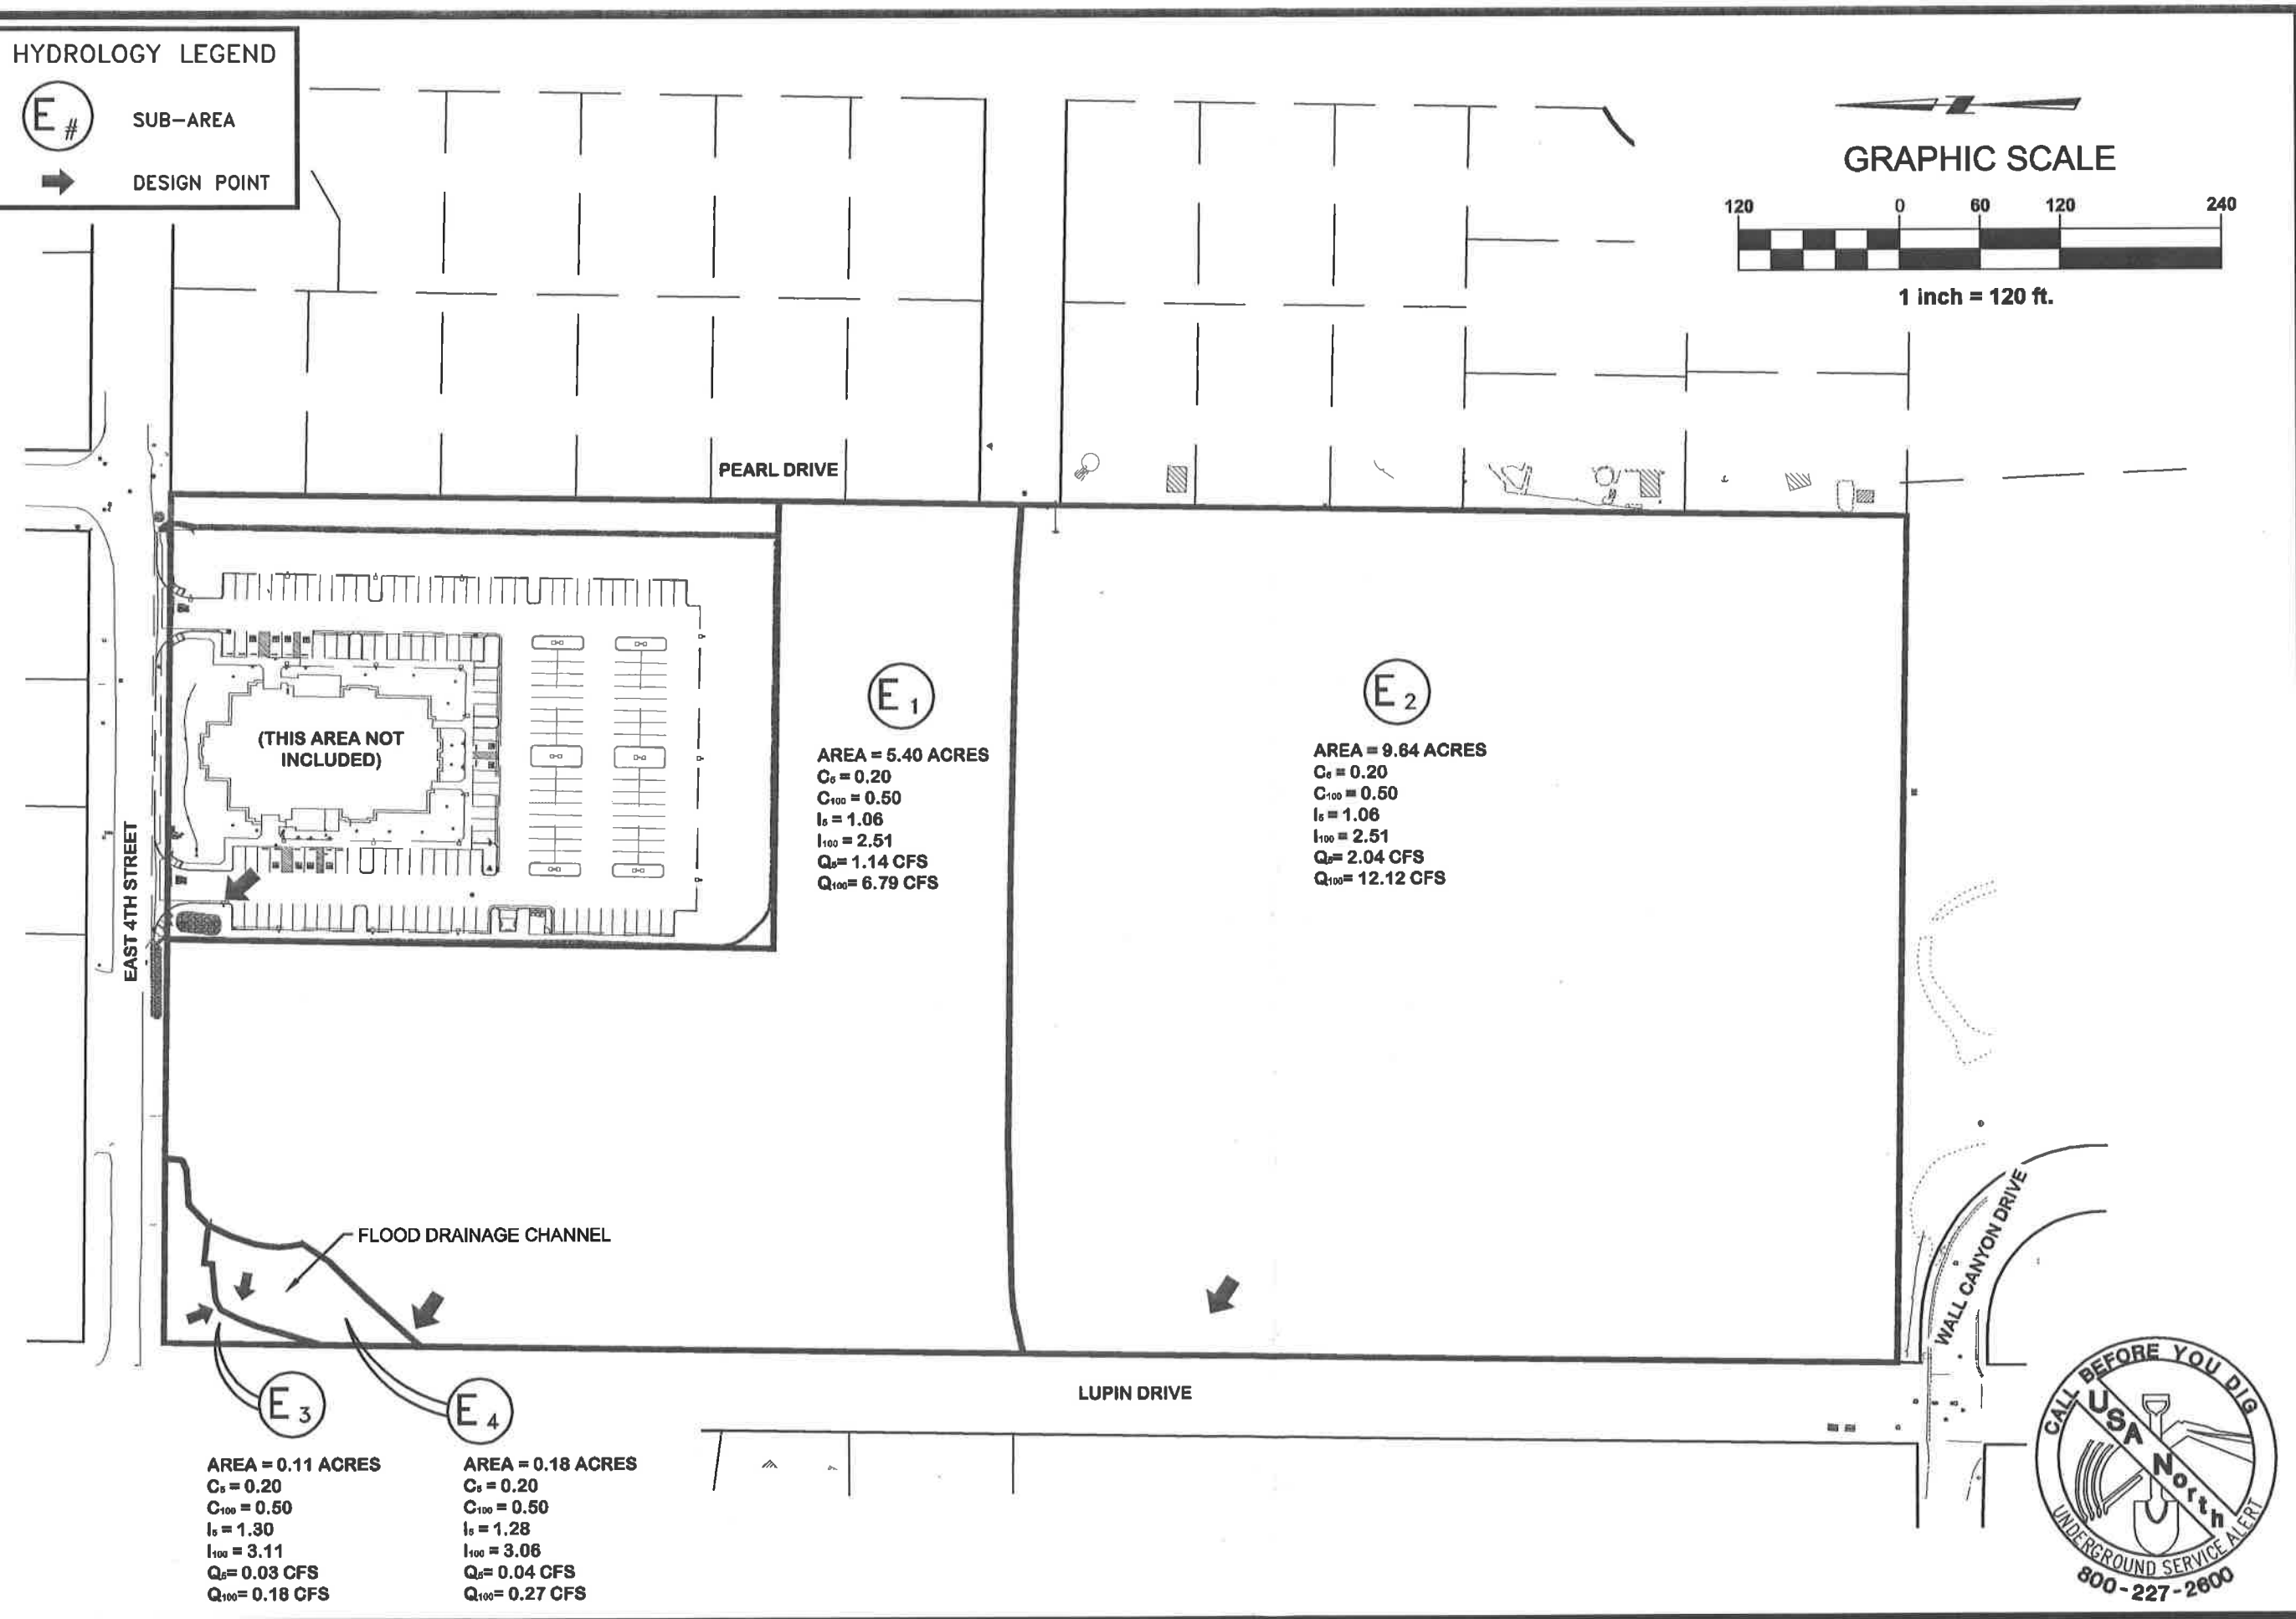 HYDROLOGY LEGEND
E #
SUB-AREA
DESIGN POINT
GRAPHIC SCALE
120 0 60 120 240
1 inch = 120 ft.
PEARL DRIVE
(THIS AREA NOT
INCLUDED)
EAST 4TH STREET
E 1
AREA = 5.40 ACRES
C5 = 0.20
C100 = 0.50
I5 = 1.06
I100 = 2.51
Q5= 1.14 CFS
Q100= 6.79 CFS
E 2
AREA = 9.64 ACRES
C5 = 0.20
C100 = 0.50
I5 = 1.06
I100 = 2.51
Q5= 2.04 CFS
Q100= 12.12 CFS
FLOOD DRAINAGE CHANNEL
WALL CANYON DRIVE
LUPIN DRIVE
E 3
AREA = 0.11 ACRES
C5 = 0.20
C100 = 0.50
I5 = 1.30
I100 = 3.11
Q5= 0.03 CFS
Q100= 0.18 CFS
E 4
AREA = 0.18 ACRES
C5 = 0.20
C100 = 0.50
I5 = 1.28
I100 = 3.06
Q5= 0.04 CFS
Q100= 0.27 CFS
CALL BEFORE YOU DIG
USA North
UNDERGROUND SERVICE ALERT
800-227-2600